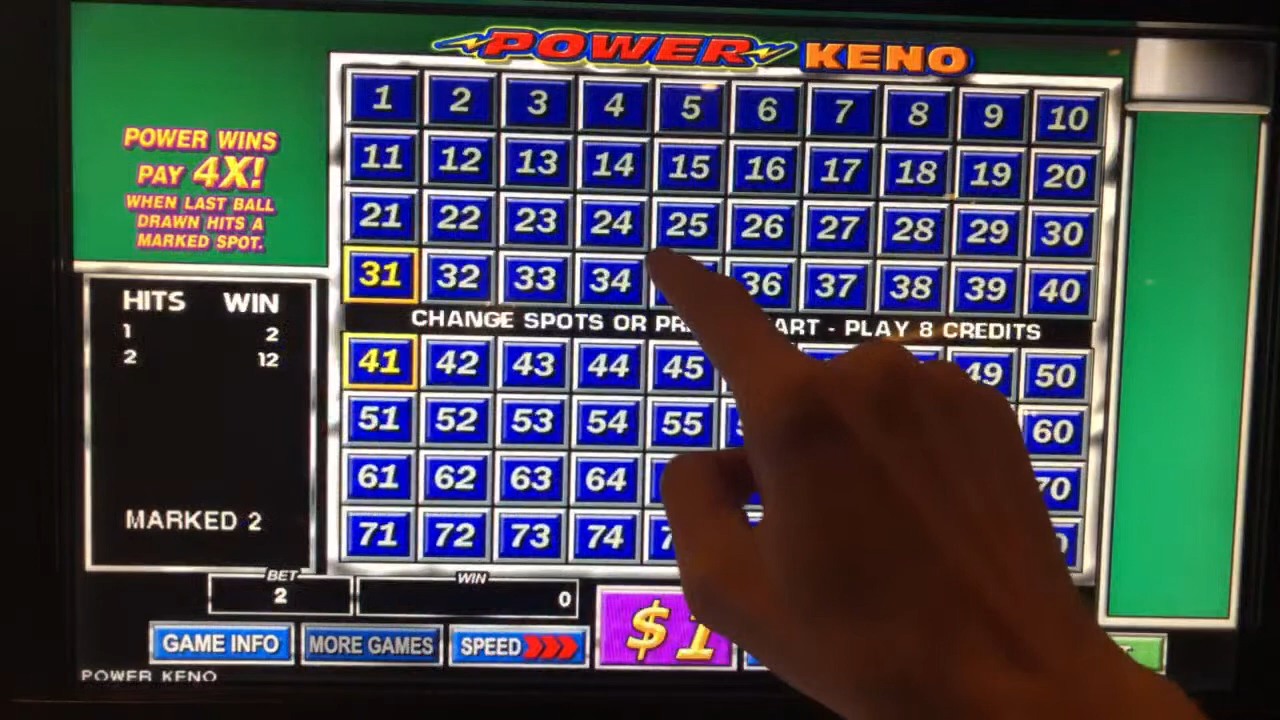 POWER KENO
POWER WINS
PAY 4X!
WHEN LAST BALL
DRAWN HITS A
MARKED SPOT.
1 2 3 4 5 6 7 8 9 10
11 12 13 14 15 16 17 18 19 20
21 22 23 24 25 26 27 28 29 30
31 32 33 34 36 37 38 39 40
CHANGE SPOTS OR - PLAY 8 CREDITS
41 42 43 44 45 49 50
51 52 53 54 55 60
61 62 63 64 70
71 72 73 74
HITS WIN
1 2
2 12
MARKED 2
BET
2
WIN
0
GAME INFO
MORE GAMES
SPEED
$1
POWER KENO